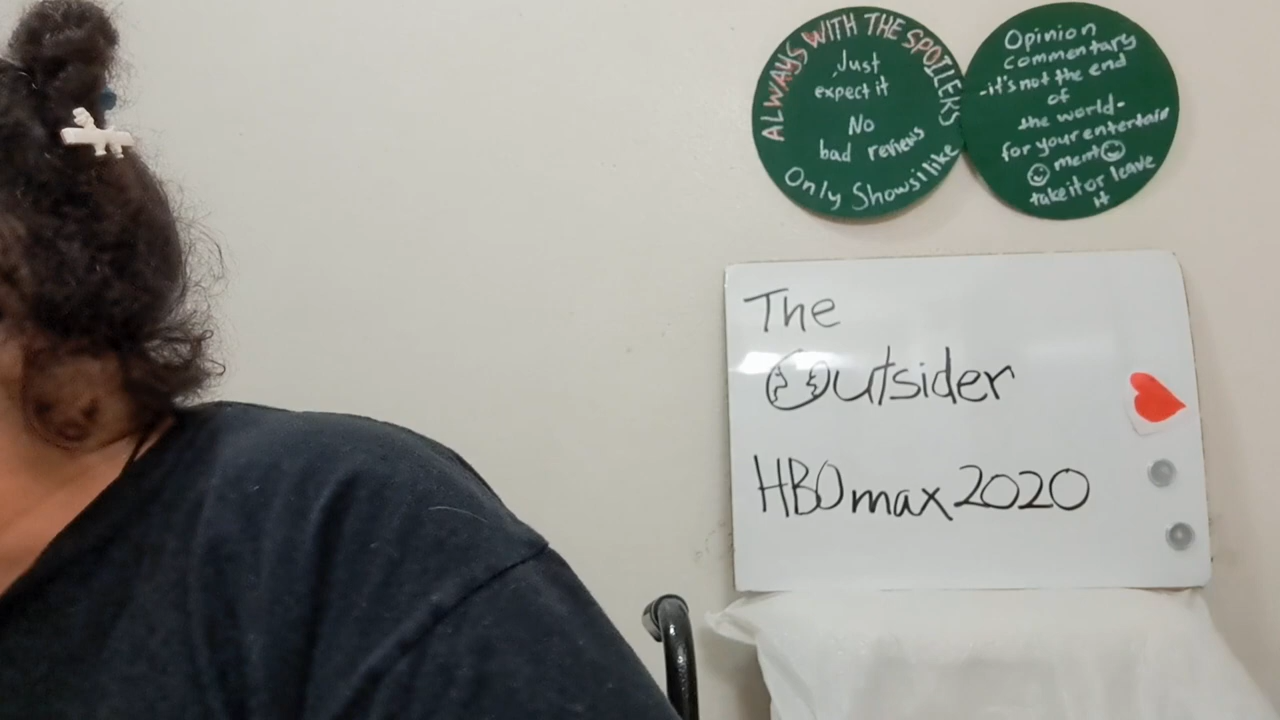 ALWAYS WITH THE SPOILERS
Just
expect it
No
bad reviews
Only Shows i like
Opinion
commentary
-it's not the end
of
the world-
for your entertain
ment
take it or leave
it
The
Outsider
HBOmax 2020